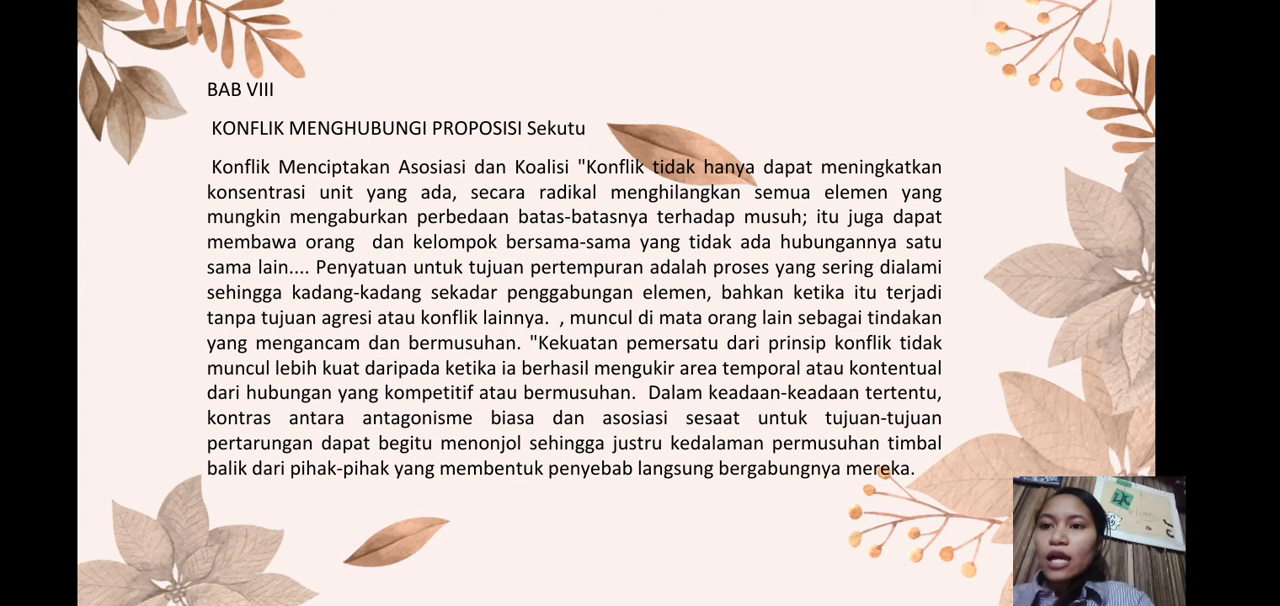 BAB VIII
KONFLIK MENGHUBUNGI PROPOSISI Sekutu
Konflik Menciptakan Asosiasi dan Koalisi "Konflik tidak hanya dapat meningkatkan
konsentrasi unit yang ada, secara radikal menghilangkan semua elemen yang
mungkin mengaburkan perbedaan batas-batasnya terhadap musuh; itu juga dapat
membawa orang  dan kelompok bersama-sama yang tidak ada hubungannya satu
sama lain.... Penyatuan untuk tujuan pertempuran adalah proses yang sering dialami
sehingga kadang-kadang sekadar penggabungan elemen, bahkan ketika itu terjadi
tanpa tujuan agresi atau konflik lainnya.  , muncul di mata orang lain sebagai tindakan
yang mengancam dan bermusuhan. "Kekuatan pemersatu dari prinsip konflik tidak
muncul lebih kuat daripada ketika ia berhasil mengukir area temporal atau kontentual
dari hubungan yang kompetitif atau bermusuhan.  Dalam keadaan-keadaan tertentu,
kontras antara antagonisme biasa dan asosiasi sesaat untuk tujuan-tujuan
pertarungan dapat begitu menonjol sehingga justru kedalaman permusuhan timbal
balik dari pihak-pihak yang membentuk penyebab langsung bergabungnya mereka.